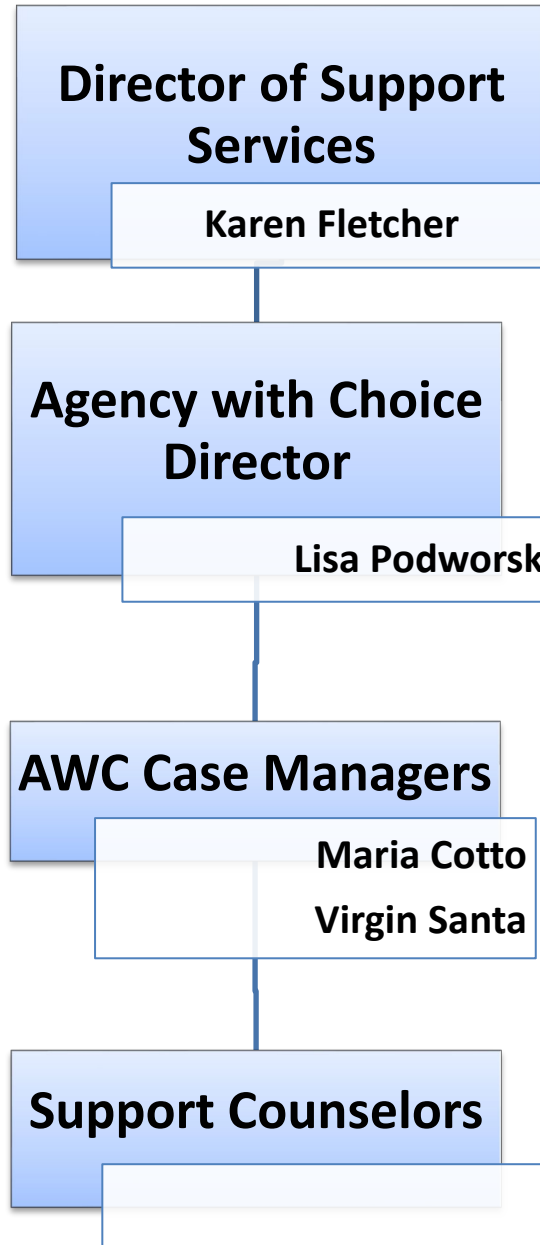 Director of Support
Services
Karen Fletcher
Agency with Choice
Director
Lisa Podworsk
AWC Case Managers
Maria Cotto
Virgin Santa
Support Counselors